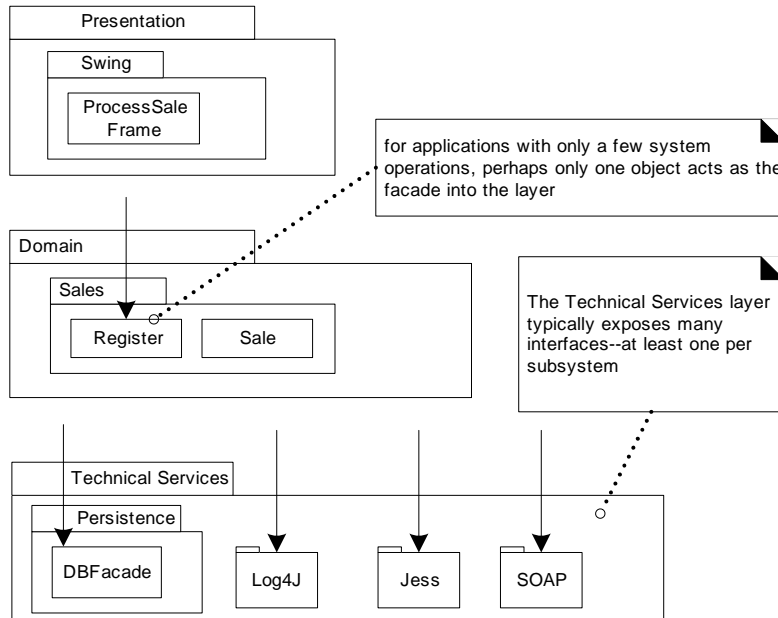 Presentation
Swing
ProcessSale
Frame
for applications with only a few system
operations, perhaps only one object acts as the
facade into the layer
Domain
Sales
Register
Sale
The Technical Services layer
typically exposes many
interfaces--at least one per
subsystem
Technical Services
Persistence
DBFacade
Log4J
Jess
SOAP